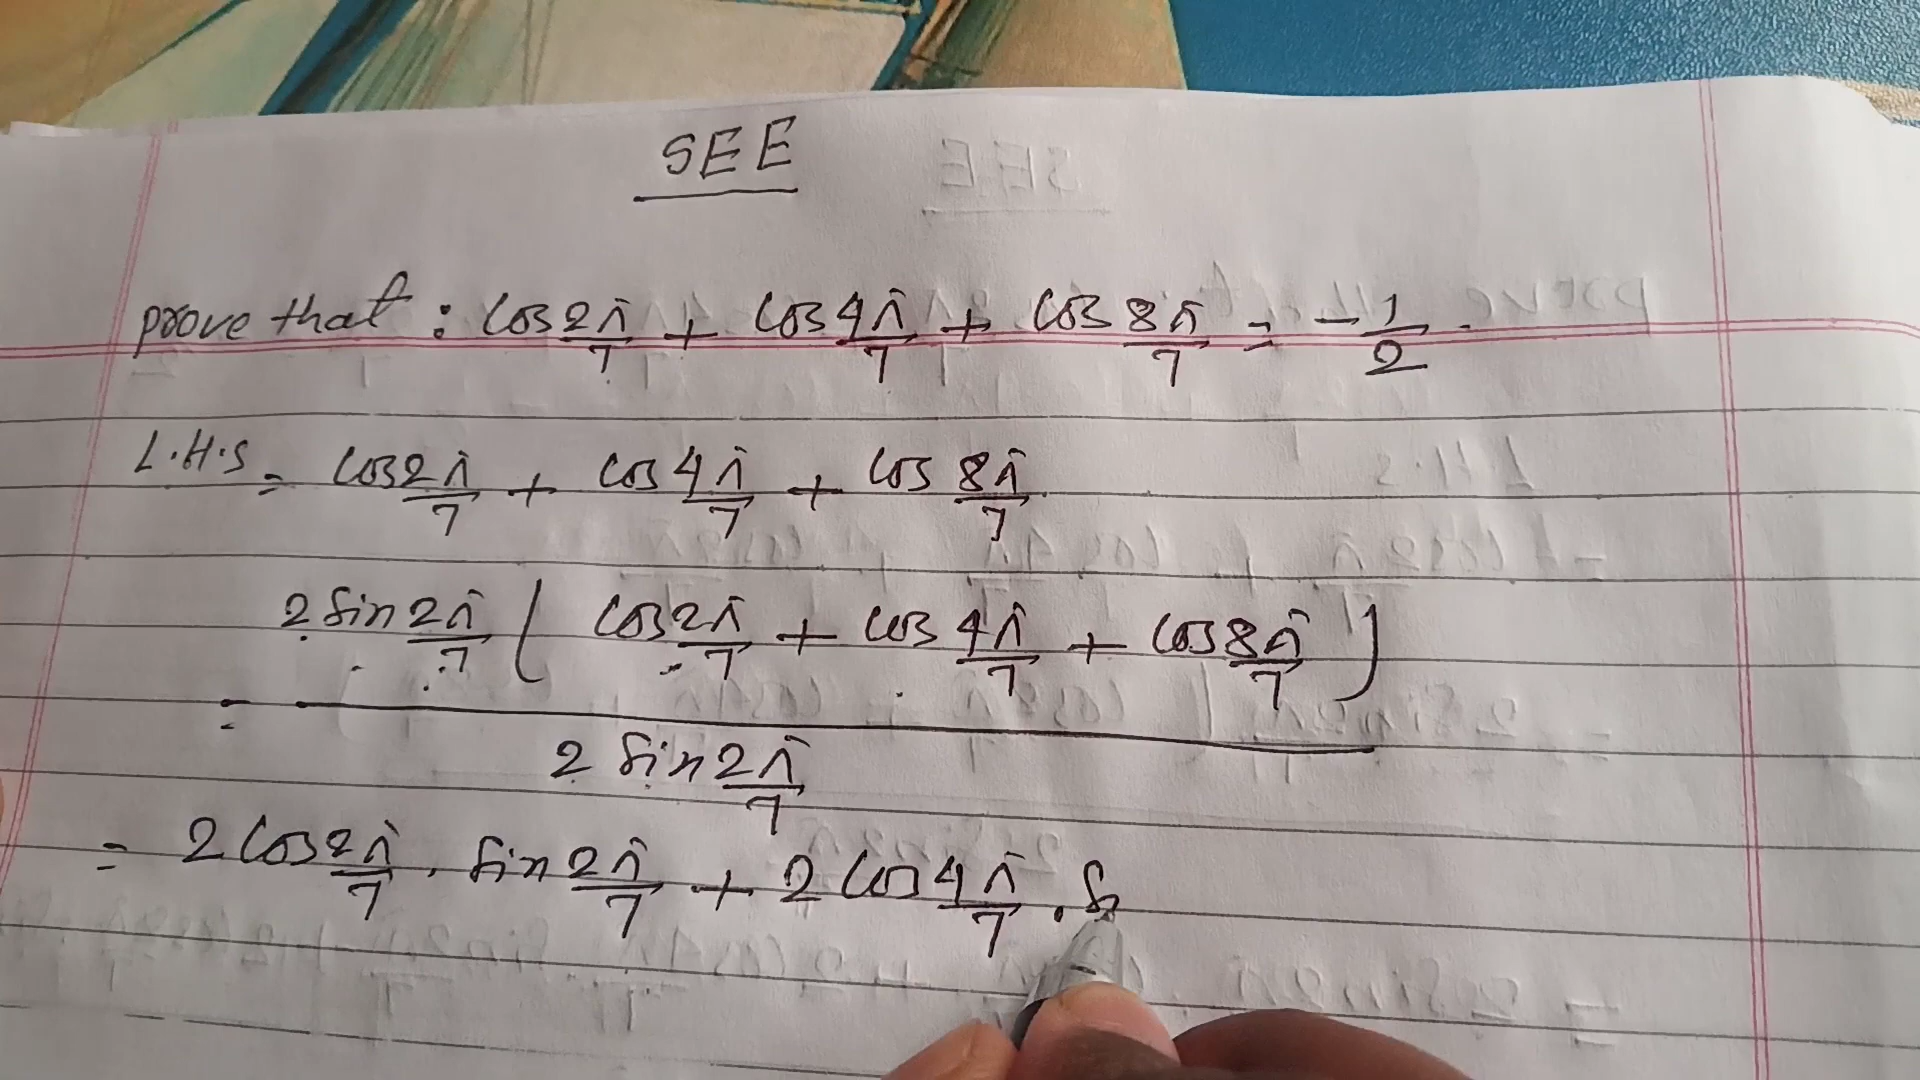 SEE
prove that : cos 2π/7 + cos 4π/7 + cos 8π/7 = -1/2.
L.H.S = cos 2π/7 + cos 4π/7 + cos 8π/7
= 2 sin 2π/7 ( cos 2π/7 + cos 4π/7 + cos 8π/7 ) / 2 sin 2π/7
= 2 cos 2π/7 . sin 2π/7 + 2 cos 4π/7 .